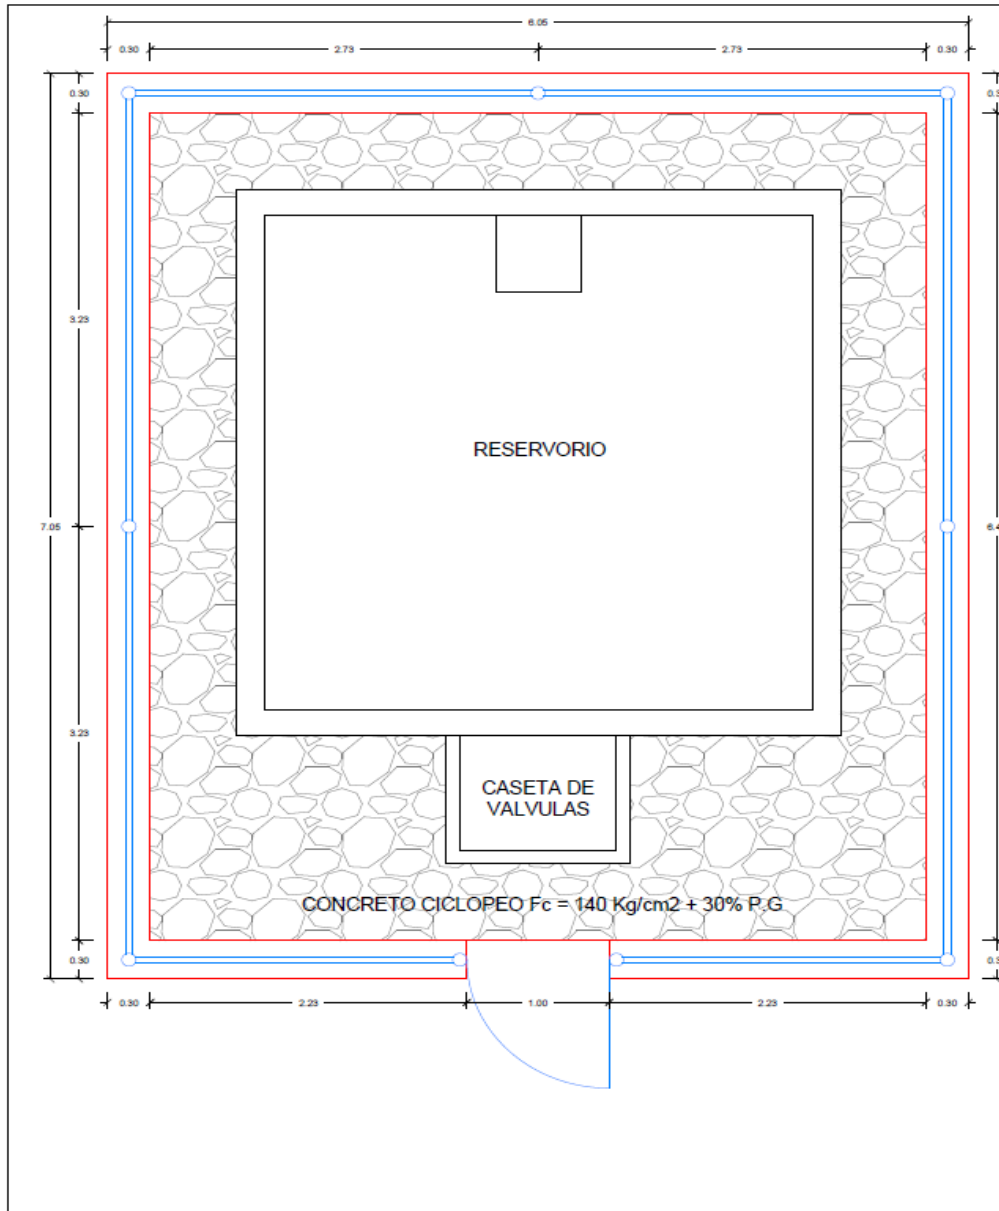 6.05
0.30 2.73 2.73 0.30
0.30
3.23
RESERVORIO
7.05
3.23
CASETA DE
VALVULAS
CONCRETO CICLOPEO Fc = 140 Kg/cm2 + 30% P.G
0.30
0.30 2.23 1.00 2.23 0.30